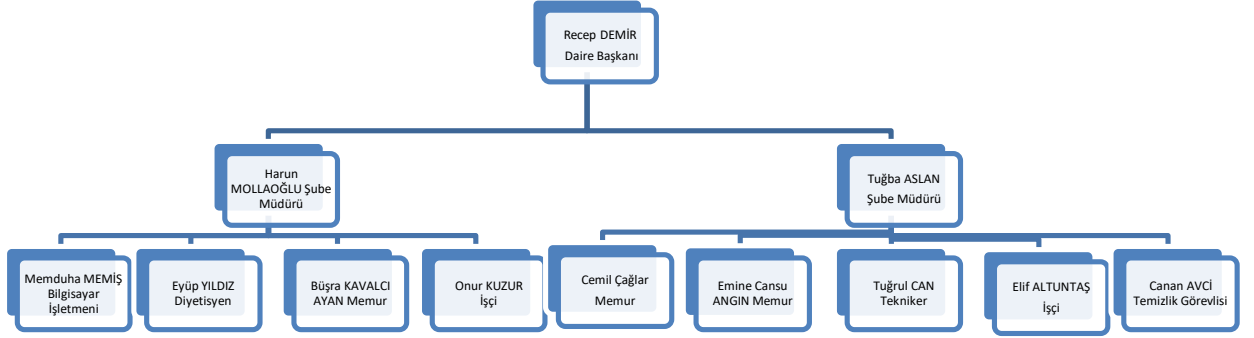 Recep DEMİR
Daire Başkanı
Harun
MOLLAOĞLU Şube
Müdürü
Tuğba ASLAN
Şube Müdürü
Memduha MEMİŞ
Bilgisayar
İşletmeni
Eyüp YILDIZ
Diyetisyen
Büşra KAVALCI
AYAN Memur
Onur KUZUR
İşçi
Cemil Çağlar
Memur
Emine Cansu
ANGIN Memur
Tuğrul CAN
Tekniker
Elif ALTUNTAŞ
İşçi
Canan AVCİ
Temizlik Görevlisi